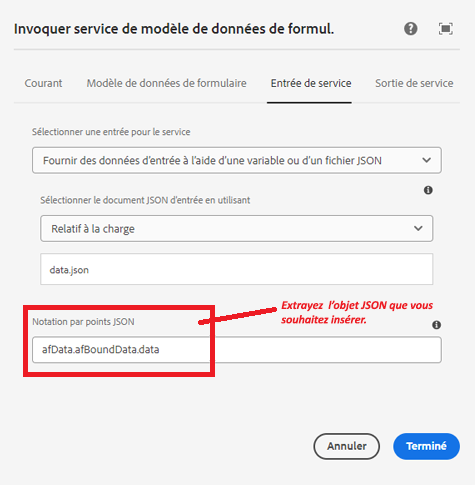 Invoquer service de modèle de données de formul.
Courant Modèle de données de formulaire Entrée de service Sortie de service
Sélectionner une entrée pour le service
Fournir des données d'entrée à l'aide d'une variable ou d'un fichier JSON
Sélectionner le document JSON d'entrée en utilisant
Relatif à la charge
data.json
Extrayez l'objet JSON que vous
souhaitez insérer.
Notation par points JSON
afData.afBoundData.data
Annuler Terminé